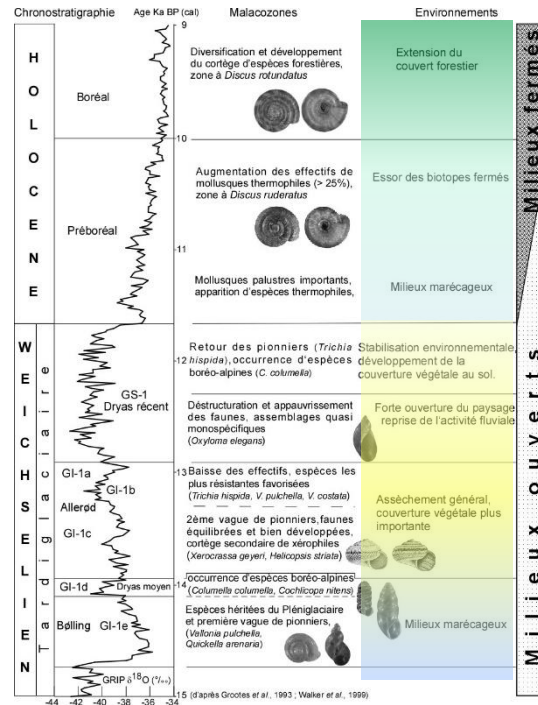 Chronostratigraphie Age Ka BP (cal) Malacozones Environnements
9
Diversification et développement
du cortège d'espèces forestières,
zone à Discus rotundatus
Extension du
couvert forestier
HOLOCENE
Boréal
10
Augmentation des effectifs de
mollusques thermophiles (> 25%),
zone à Discus ruderatus
Essor des biotopes fermés
Préboréal
11
Mollusques palustres importants,
apparition d'espèces thermophiles,
Milieux marécageux
Milieux fermés
WEICHSELIEN
Tardiglaciaire
12
Retour des pionniers (Trichia
hispida), occurrence d'espèces
boréo-alpines (C. columella)
Stabilisation environnementale,
développement de la
couverture végétale au sol.
GS-1
Dryas récent
Déstructuration et appauvrissement
des faunes, assemblages quasi
monospécifiques
(Oxyloma elegans)
Forte ouverture du paysage
reprise de l'activité fluviale
13
GI-1a
GI-1b
Allerød
GI-1c
Baisse des effectifs, espèces les
plus résistantes favorisées
(Trichia hispida, V. pulchella, V. costata)
Assèchement général,
couverture végétale plus
importante
2ème vague de pionniers, faunes
équilibrées et bien développées,
cortège secondaire de xérophiles
(Xerocrassa geyeri, Helicopsis striata)
GI-1d
Dryas moyen
14
occurrence d'espèces boréo-alpines
(Columella columella, Cochlicopa nitens)
Bølling
GI-1e
Espèces héritées du Pléniglaciaire
et première vague de pionniers,
(Vallonia pulchella,
Quickella arenaria)
Milieux marécageux
Milieux ouverts
GRIP δ18O (°/••)
15 (d'après Grootes et al., 1993 ; Walker et al., 1999)
-44 -42 -40 -38 -36 -34